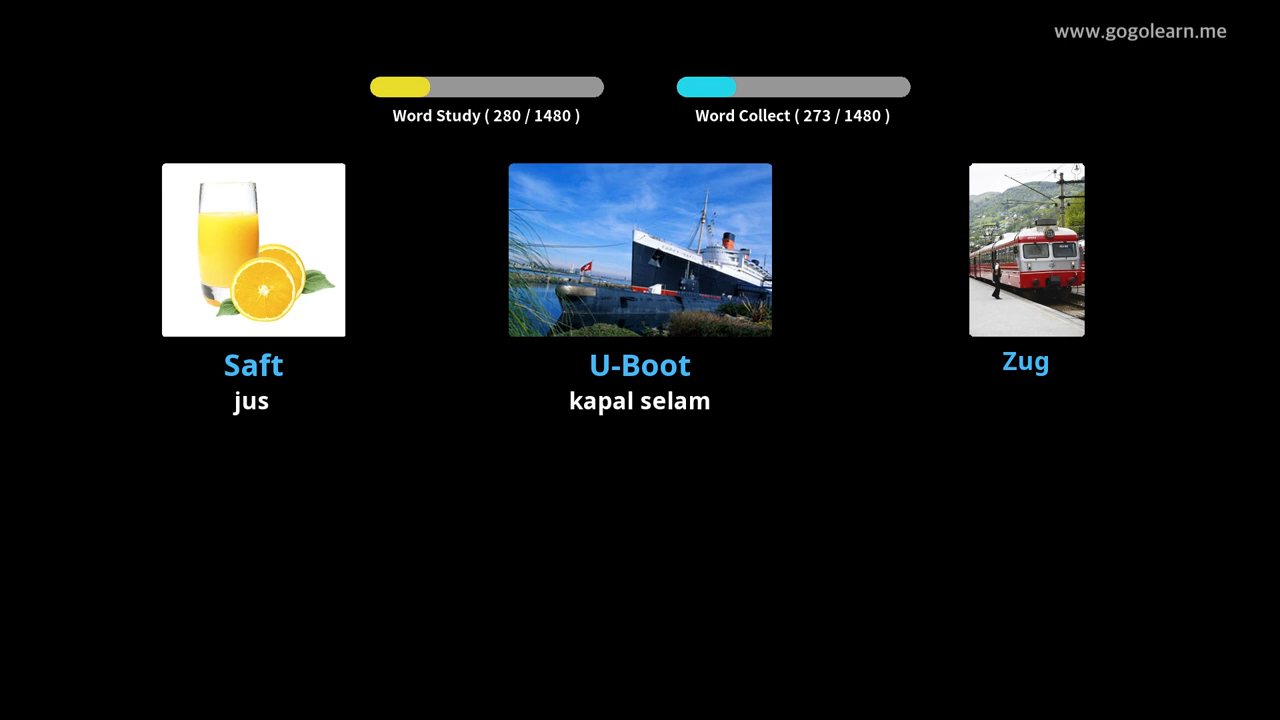 www.gogolearn.me
Word Study ( 280 / 1480 )
Word Collect ( 273 / 1480 )
Saft
jus
U-Boot
kapal selam
Zug